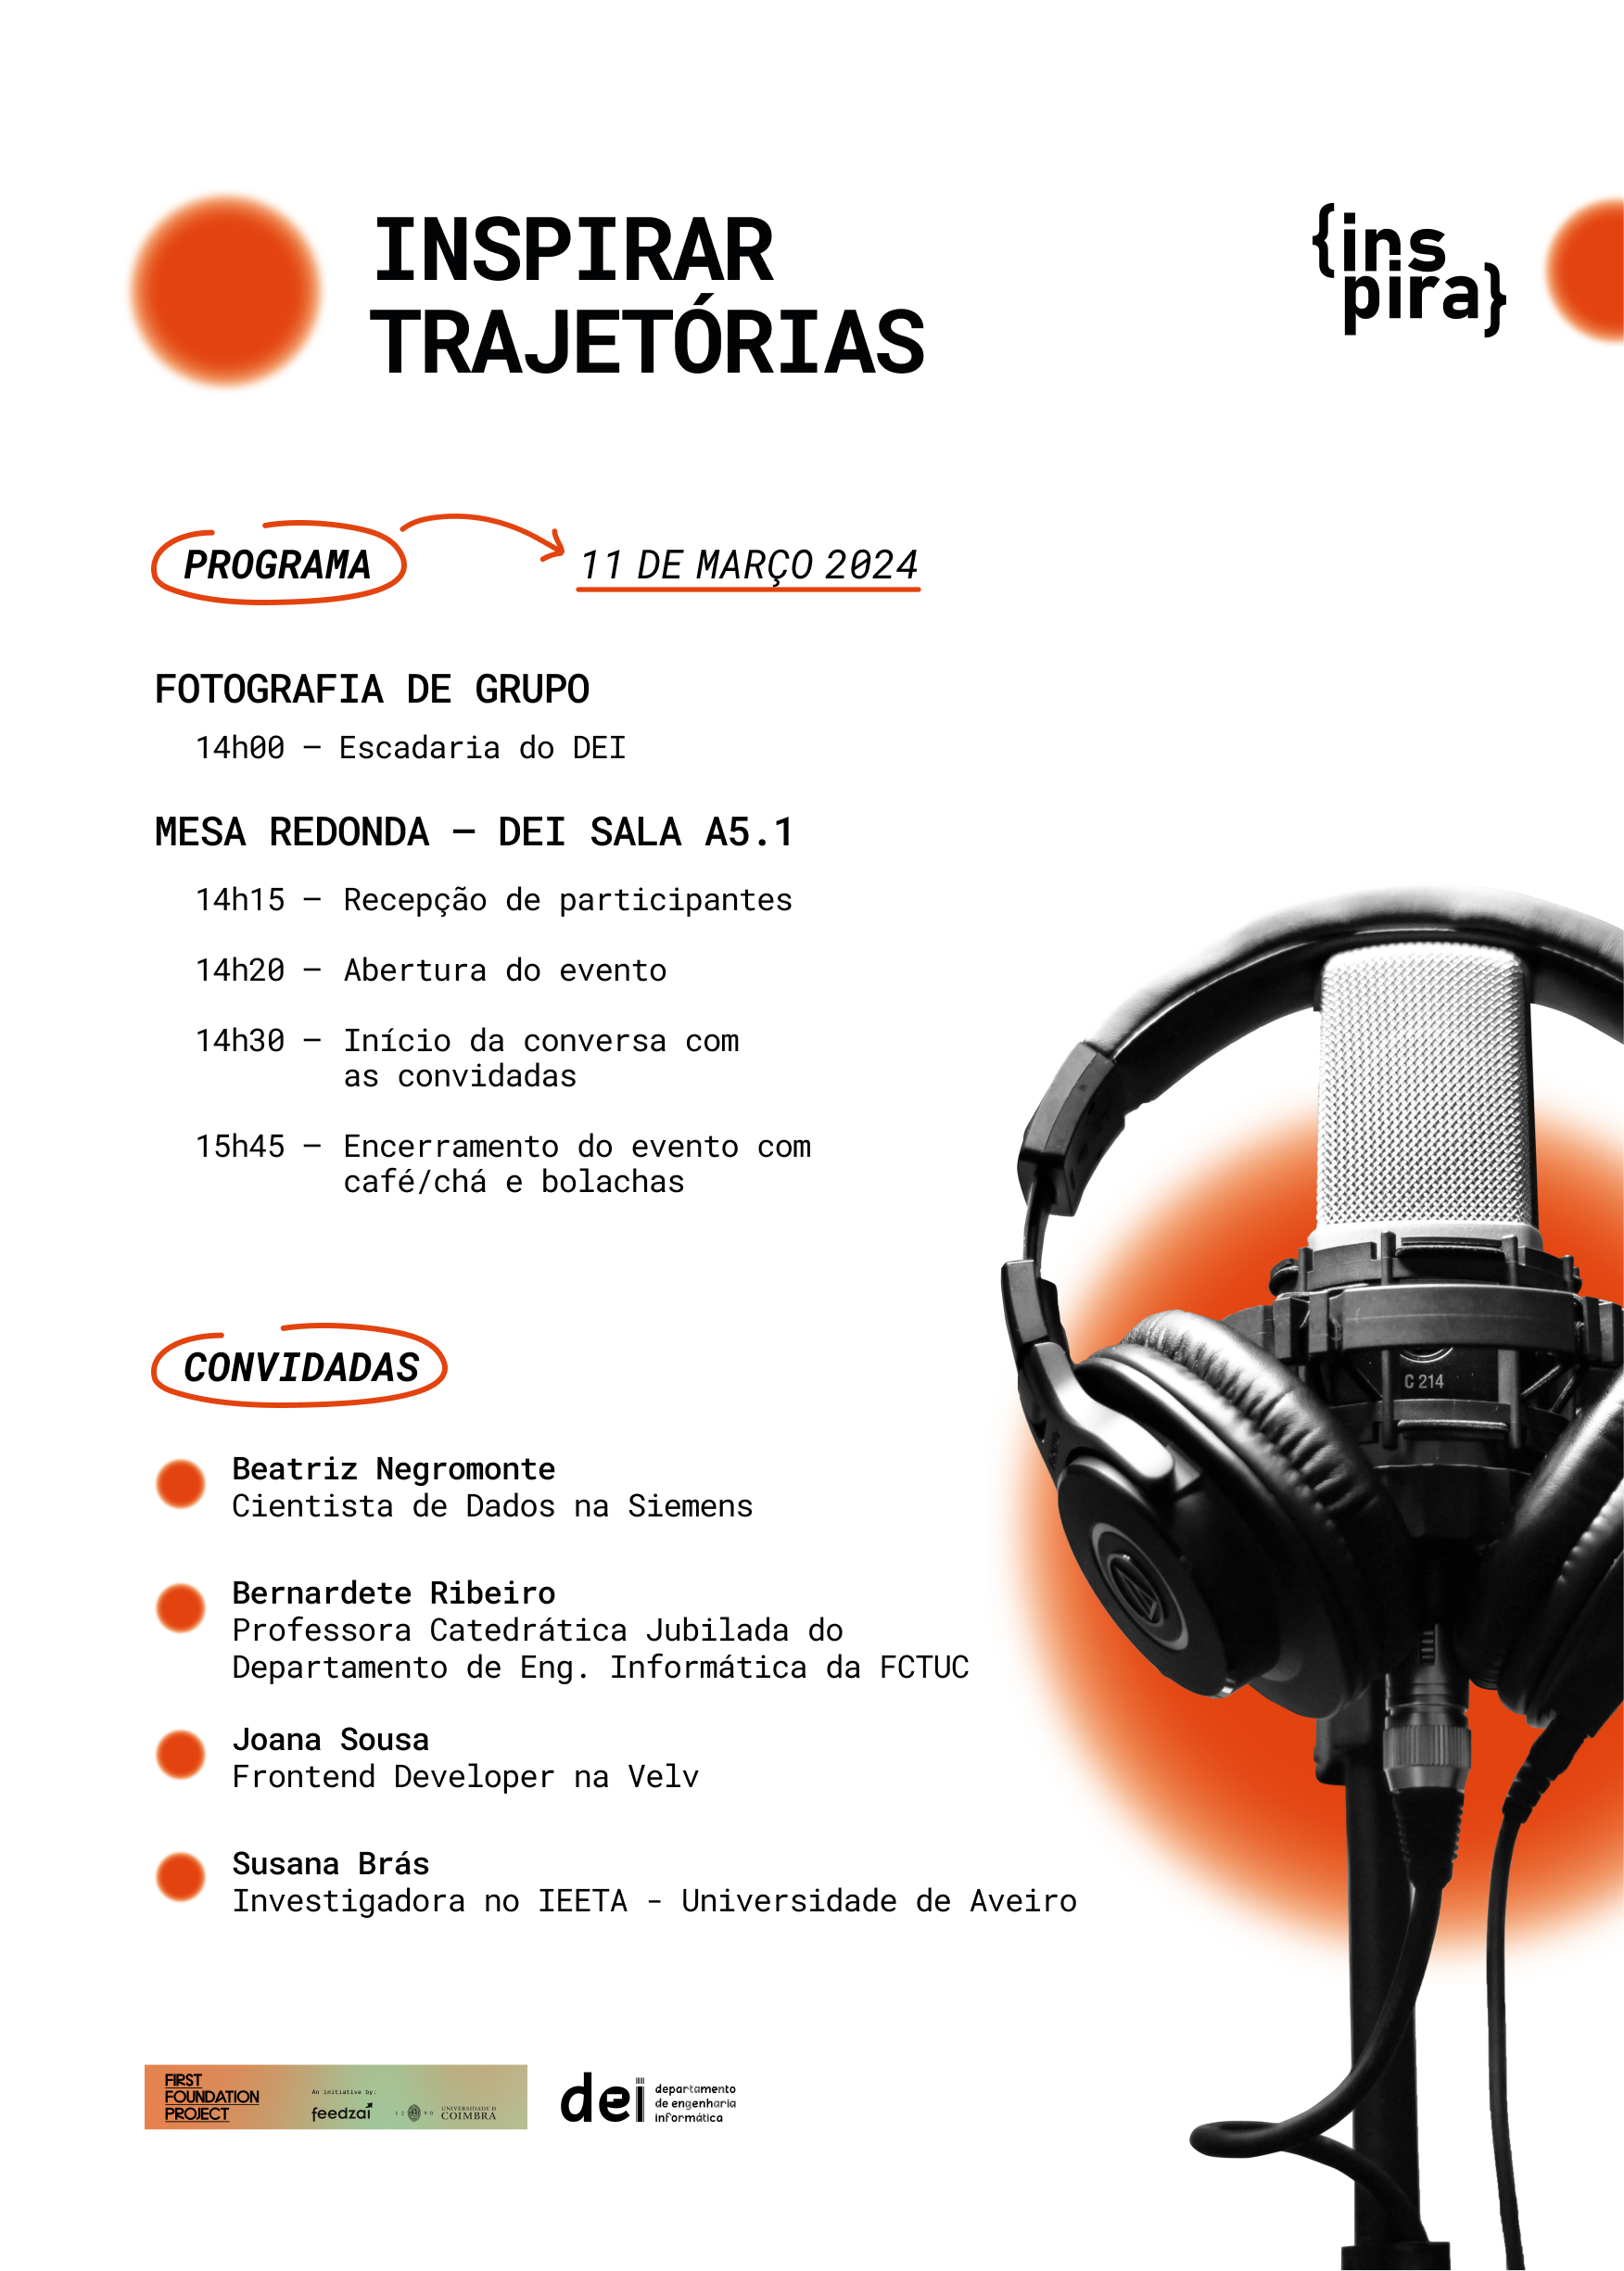 INSPIRAR
TRAJETÓRIAS
{ins
pira}
PROGRAMA
11 DE MARÇO 2024
FOTOGRAFIA DE GRUPO
14h00 — Escadaria do DEI
MESA REDONDA — DEI SALA A5.1
14h15 — Recepção de participantes
14h20 — Abertura do evento
14h30 — Início da conversa com
as convidadas
15h45 — Encerramento do evento com
café/chá e bolachas
C 214
CONVIDADAS
Beatriz Negromonte
Cientista de Dados na Siemens
Bernardete Ribeiro
Professora Catedrática Jubilada do
Departamento de Eng. Informática da FCTUC
Joana Sousa
Frontend Developer na Velv
Susana Brás
Investigadora no IEETA - Universidade de Aveiro
FIRST
FOUNDATION
PROJECT
An initiative by:
feedzai
1 2 9 0
UNIVERSIDADE D
COIMBRA
dei
departamento
de engenharia
informática